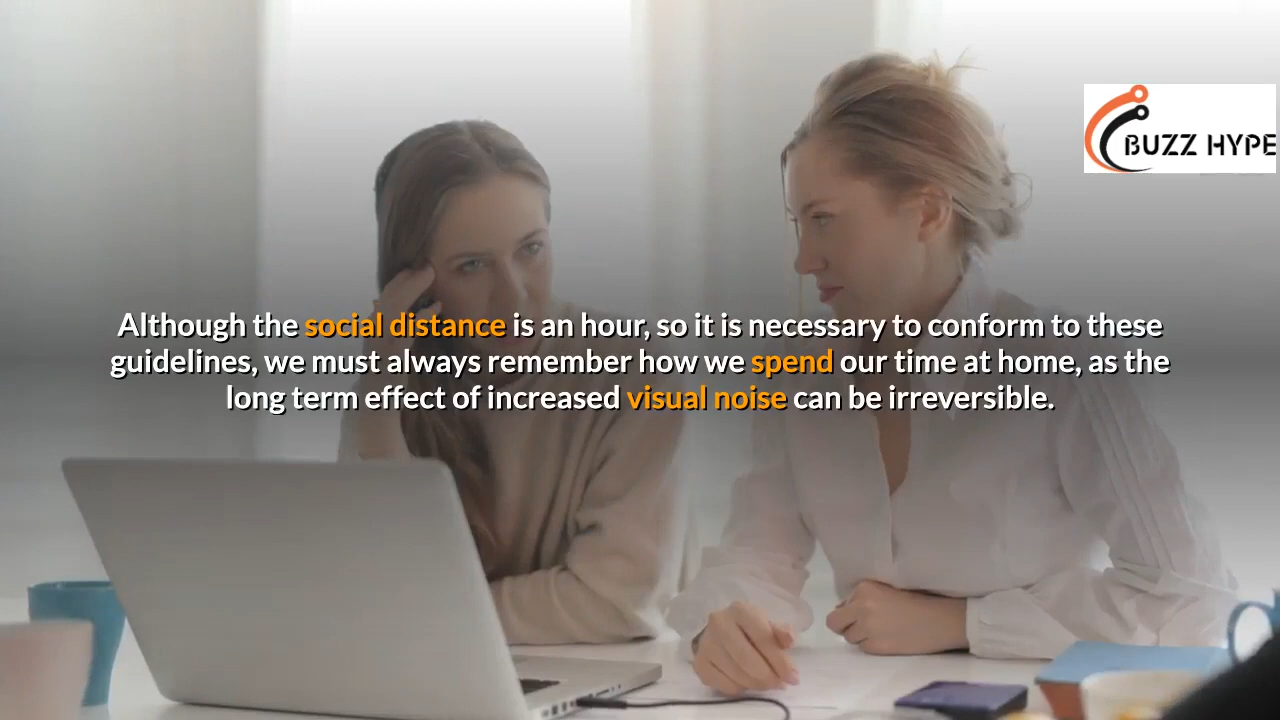 BUZZ HYPE
Although the social distance is an hour, so it is necessary to conform to these
guidelines, we must always remember how we spend our time at home, as the
long term effect of increased visual noise can be irreversible.